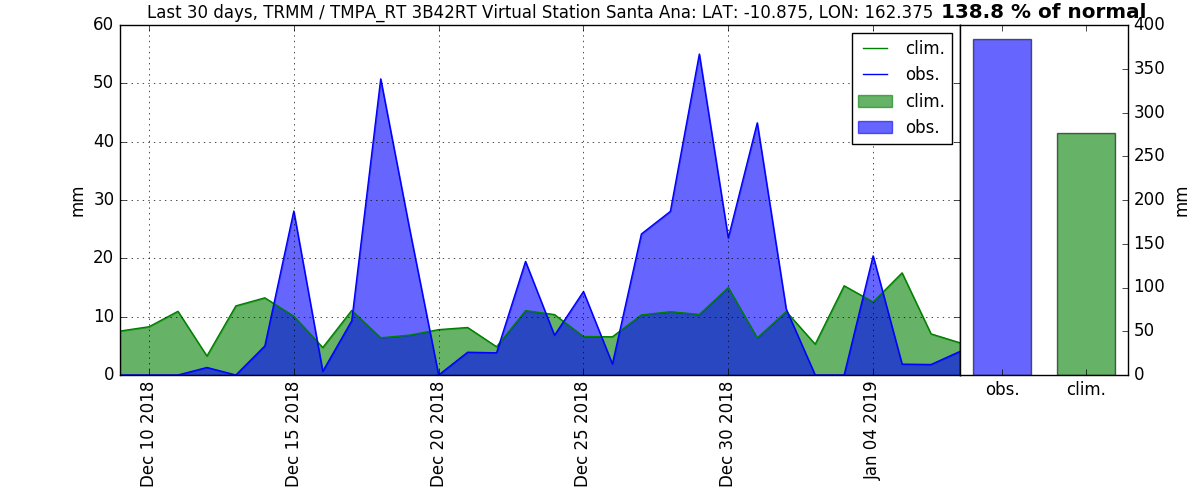 Last 30 days, TRMM / TMPA_RT 3B42RT Virtual Station Santa Ana: LAT: -10.875, LON: 162.375 138.8 % of normal
60
50
40
30
20
10
0
mm
clim.
obs.
clim.
obs.
400
350
300
250
200
150
100
50
0
mm
Dec 10 2018
Dec 15 2018
Dec 20 2018
Dec 25 2018
Dec 30 2018
Jan 04 2019
obs. clim.